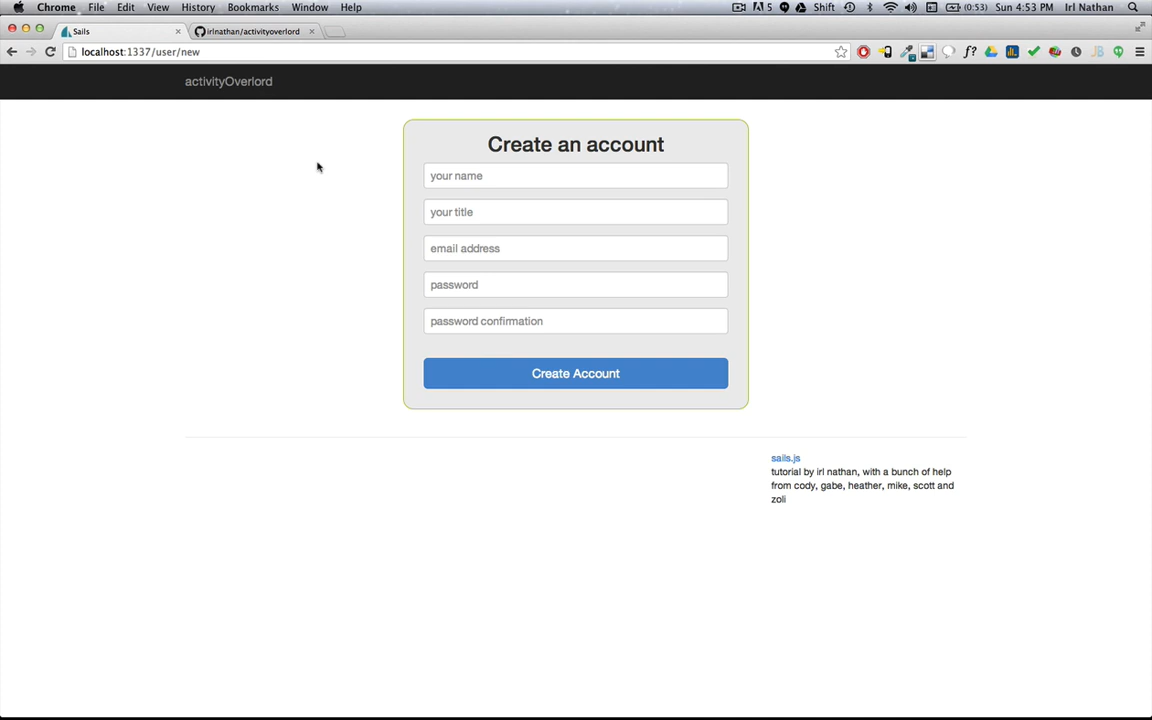 Chrome File Edit View History Bookmarks Window Help 5 Shift (0:53) Sun 4:53 PM Irl Nathan
Sails irlnathan/activityoverlord
localhost:1337/user/new
activityOverlord
Create an account
your name
your title
email address
password
password confirmation
Create Account
sails.js
tutorial by irl nathan, with a bunch of help
from cody, gabe, heather, mike, scott and
zoli